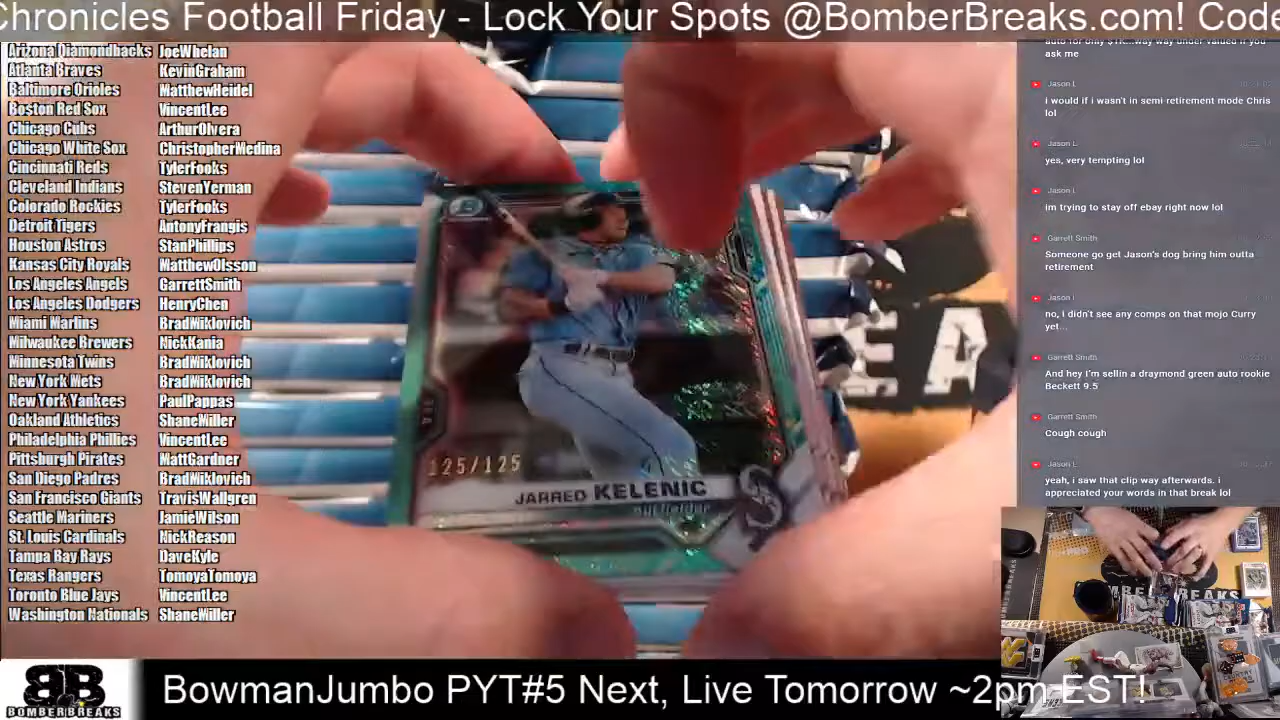 Chronicles Football Friday - Lock Your Spots @BomberBreaks.com! Code
Arizona Diamondbacks JoeWhelan
Atlanta Braves KevinGraham
Baltimore Orioles MatthewHeidel
Boston Red Sox VincentLee
Chicago Cubs ArthurOlvera
Chicago White Sox ChristopherMedina
Cincinnati Reds TylerFooks
Cleveland Indians StevenYerman
Colorado Rockies TylerFooks
Detroit Tigers AntonyFrangis
Houston Astros StanPhillips
Kansas City Royals MatthewOlsson
Los Angeles Angels GarrettSmith
Los Angeles Dodgers HenryChen
Miami Marlins BradMiklovich
Milwaukee Brewers NickKania
Minnesota Twins BradMiklovich
New York Mets BradMiklovich
New York Yankees PaulPappas
Oakland Athletics ShaneMiller
Philadelphia Phillies VincentLee
Pittsburgh Pirates MattGardner
San Diego Padres BradMiklovich
San Francisco Giants TravisWallgren
Seattle Mariners JamieWilson
St. Louis Cardinals NickReason
Tampa Bay Rays DaveKyle
Texas Rangers TomoyaTomoya
Toronto Blue Jays VincentLee
Washington Nationals ShaneMiller
125/125
JARRED KELENIC
outfielder
EA
ask me
Jason L
i would if i wasn't in semi-retirement mode Chris
lol
Jason L
yes, very tempting lol
Jason L
im trying to stay off ebay right now lol
Garrett Smith
Someone go get Jason's dog bring him outta
retirement
Jason L
no, i didn't see any comps on that mojo Curry
yet...
Garrett Smith
And hey I'm sellin a draymond green auto rookie
Beckett 9.5
Garrett Smith
Cough cough
Jason L
yeah, i saw that clip way afterwards. i
appreciated your words in that break lol
BB
BOMBERBREAKS
BowmanJumbo PYT#5 Next, Live Tomorrow ~2pm EST!